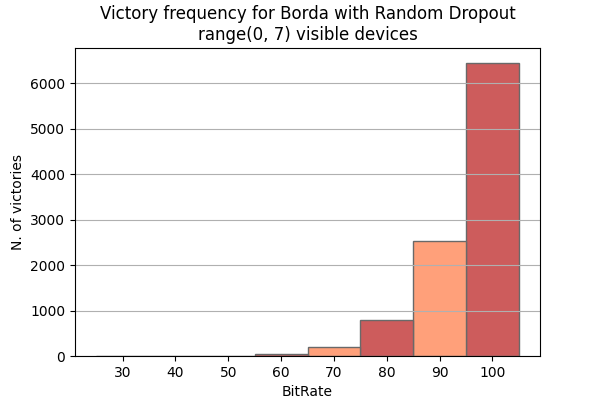 Victory frequency for Borda with Random Dropout
range(0, 7) visible devices
N. of victories
6000
5000
4000
3000
2000
1000
0
30 40 50 60 70 80 90 100
BitRate